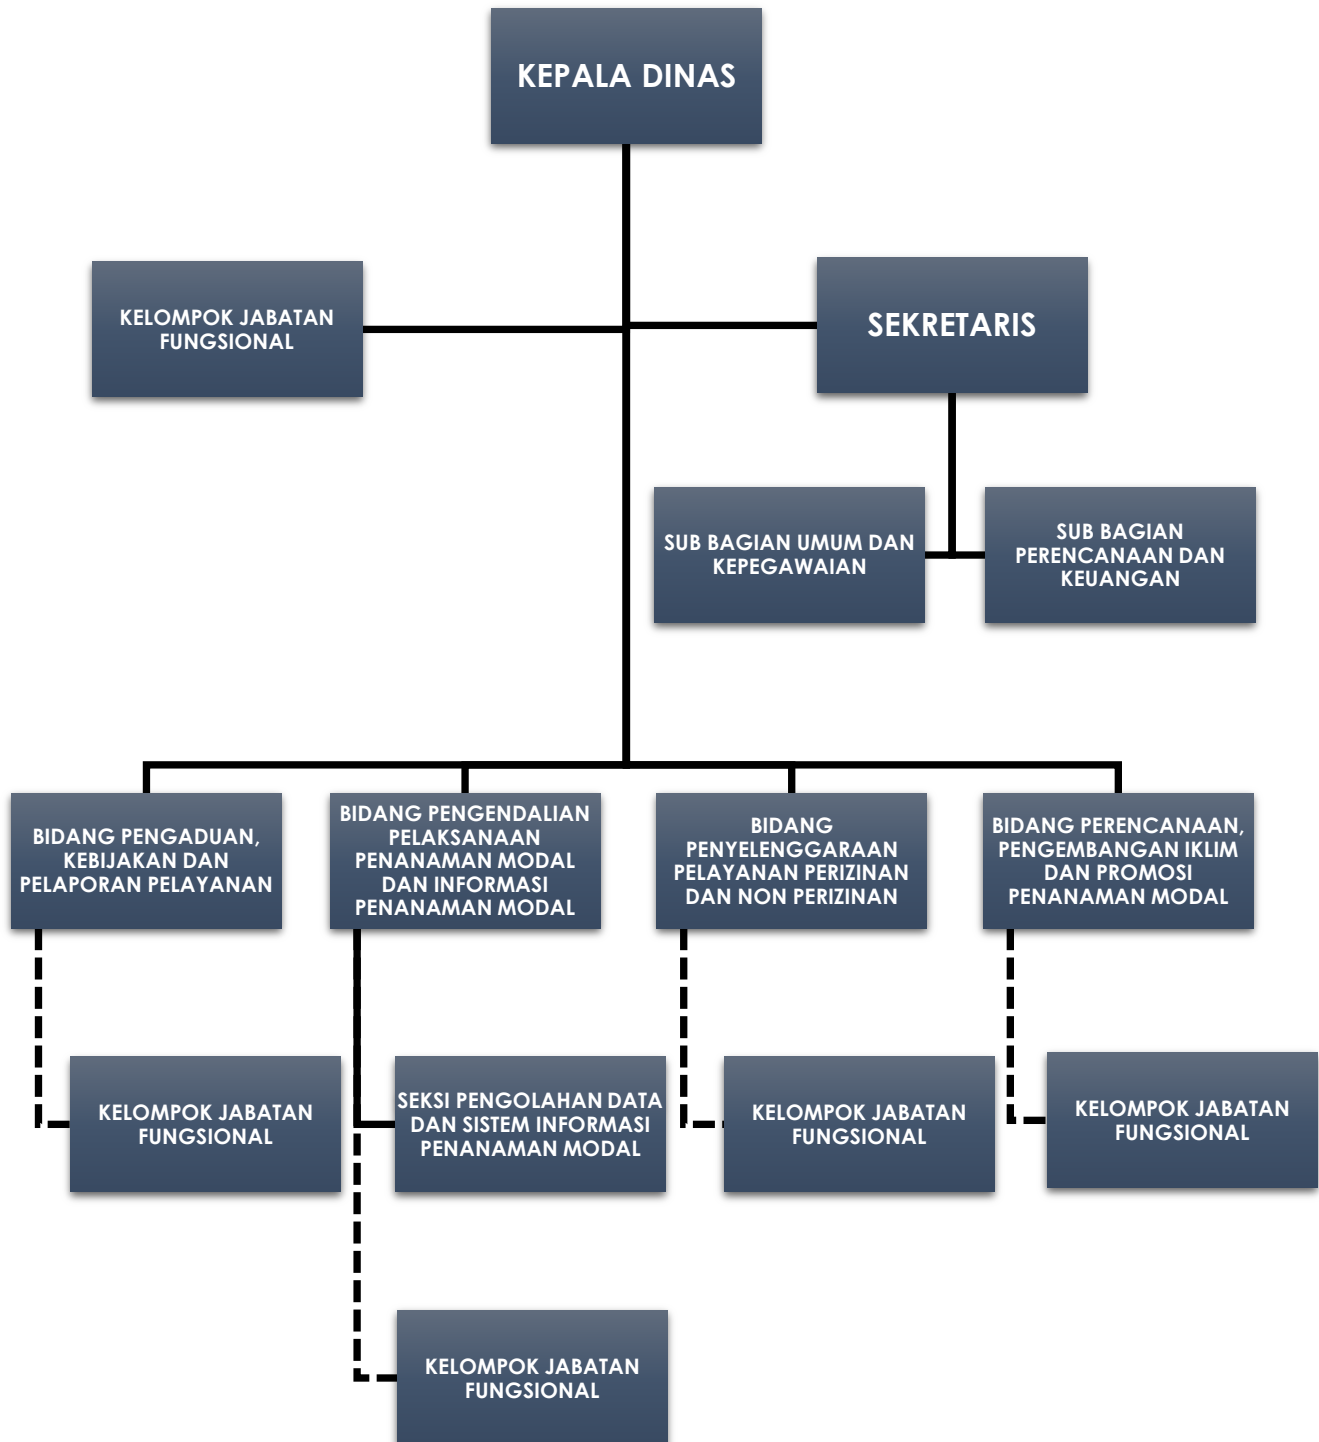 KEPALA DINAS
KELOMPOK JABATAN
FUNGSIONAL
SEKRETARIS
SUB BAGIAN UMUM DAN
KEPEGAWAIAN
SUB BAGIAN
PERENCANAAN DAN
KEUANGAN
BIDANG PENGADUAN,
KEBIJAKAN DAN
PELAPORAN PELAYANAN
BIDANG PENGENDALIAN
PELAKSANAAN
PENANAMAN MODAL
DAN INFORMASI
PENANAMAN MODAL
BIDANG
PENYELENGGARAAN
PELAYANAN PERIZINAN
DAN NON PERIZINAN
BIDANG PERENCANAAN,
PENGEMBANGAN IKLIM
DAN PROMOSI
PENANAMAN MODAL
KELOMPOK JABATAN
FUNGSIONAL
SEKSI PENGOLAHAN DATA
DAN SISTEM INFORMASI
PENANAMAN MODAL
KELOMPOK JABATAN
FUNGSIONAL
KELOMPOK JABATAN
FUNGSIONAL
KELOMPOK JABATAN
FUNGSIONAL